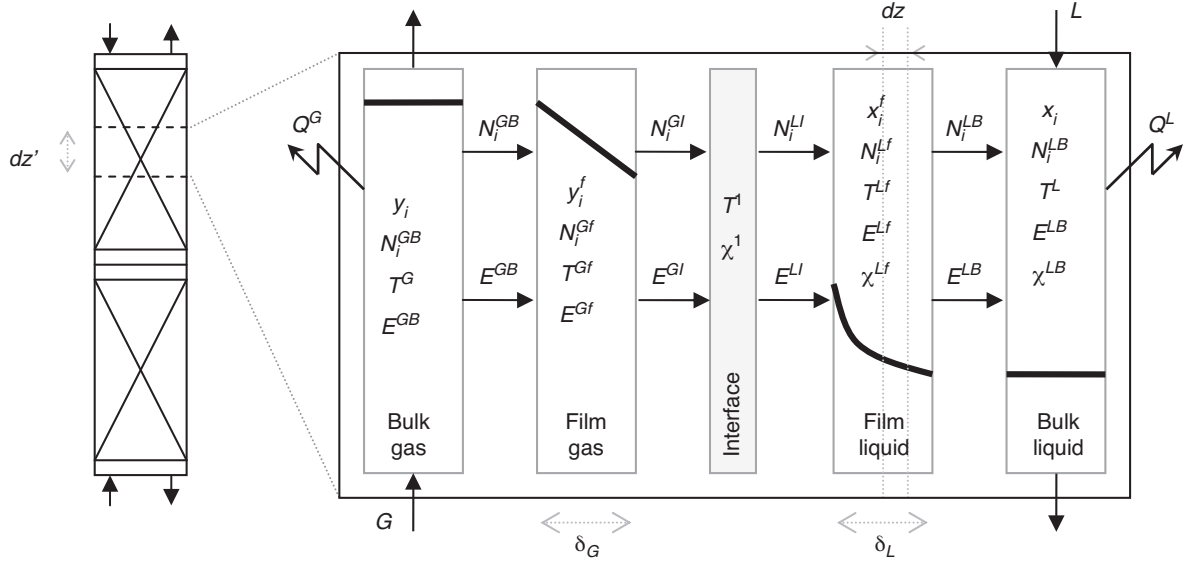 dz'
Q^G
y_i
N_i^{GB}
T^G
E^{GB}
Bulk
gas
G
N_i^{GB}
E^{GB}
y_i^f
N_i^{Gf}
T^{Gf}
E^{Gf}
Film
gas
δ_G
N_i^{GI}
E^{GI}
T^1
χ^1
Interface
N_i^{LI}
E^{LI}
dz
x_i^f
N_i^{Lf}
T^{Lf}
E^{Lf}
χ^{Lf}
Film
liquid
δ_L
N_i^{LB}
E^{LB}
L
x_i
N_i^{LB}
T^L
E^{LB}
χ^{LB}
Bulk
liquid
Q^L